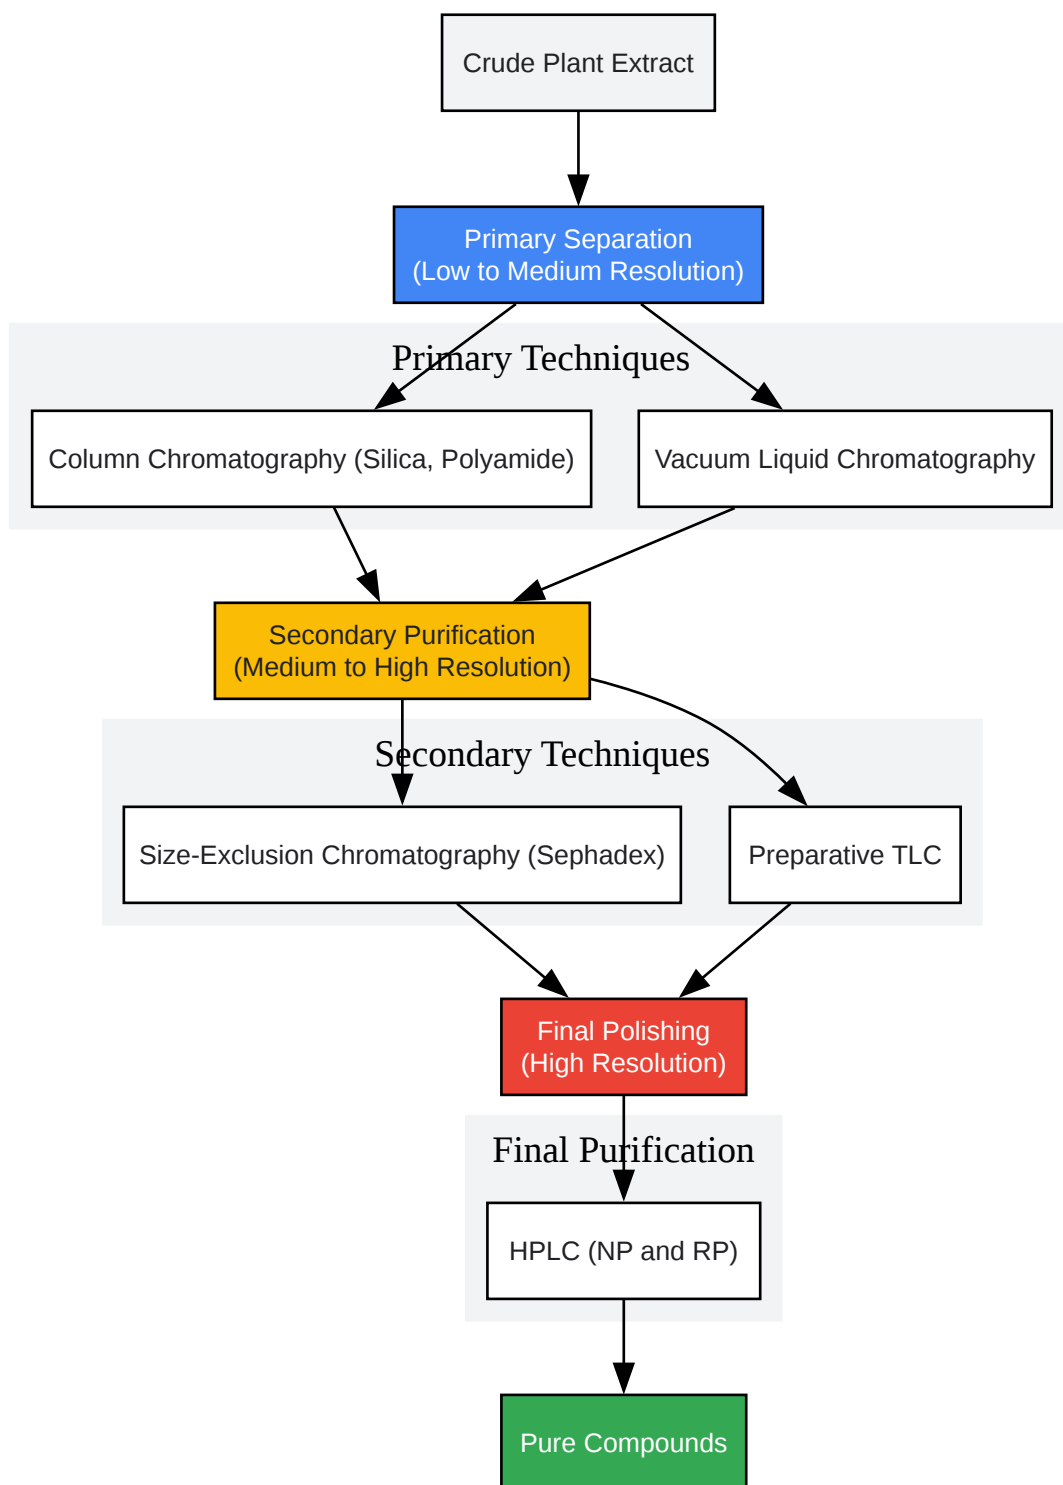 Crude Plant Extract
Primary Separation
(Low to Medium Resolution)
Primary Techniques
Column Chromatography (Silica, Polyamide)
Vacuum Liquid Chromatography
Secondary Purification
(Medium to High Resolution)
Secondary Techniques
Size-Exclusion Chromatography (Sephadex)
Preparative TLC
Final Polishing
(High Resolution)
Final Purification
HPLC (NP and RP)
Pure Compounds